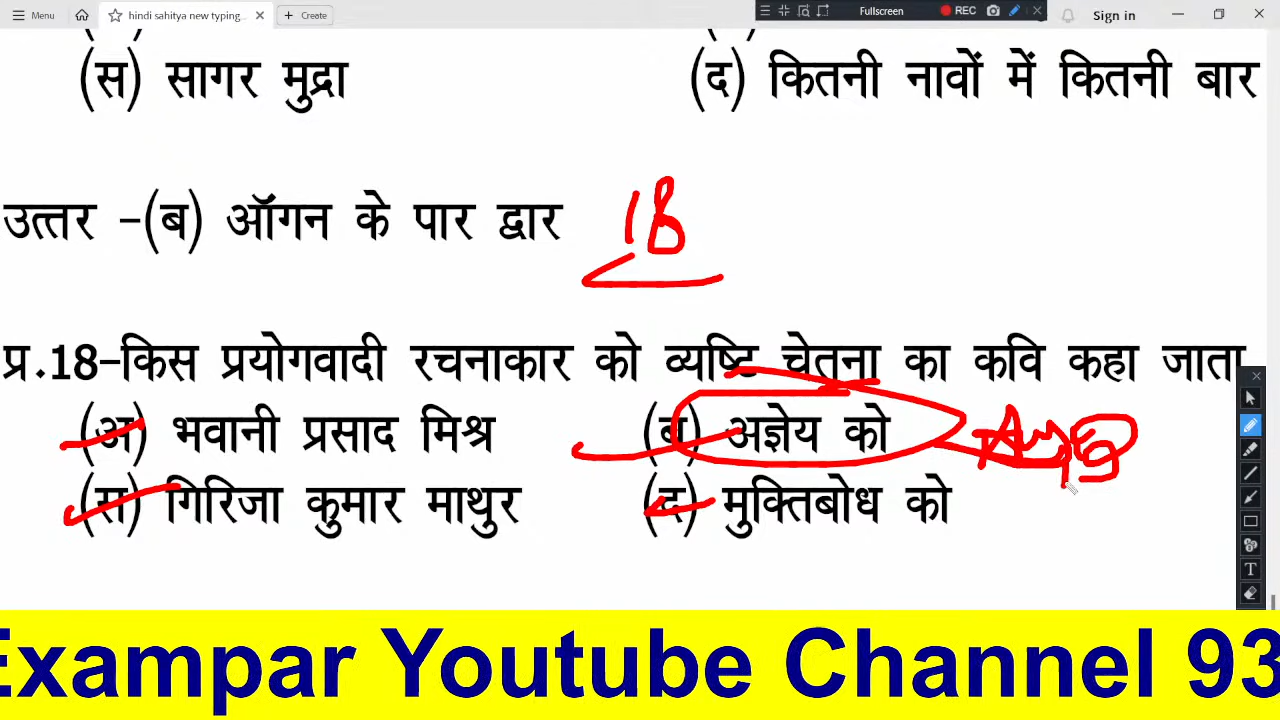 Menu
hindi sahitya new typing...
Create
Fullscreen
REC
Sign in
(स) सागर मुद्रा (द) कितनी नावों में कितनी बार
उत्तर -(ब) ऑंगन के पार द्वार 18
प्र.18-किस प्रयोगवादी रचनाकार को व्यष्टि चेतना का कवि कहा जाता
(अ) भवानी प्रसाद मिश्र (ब) अज्ञेय को
(स) गिरिजा कुमार माथुर (द) मुक्तिबोध को
Exampar Youtube Channel 93